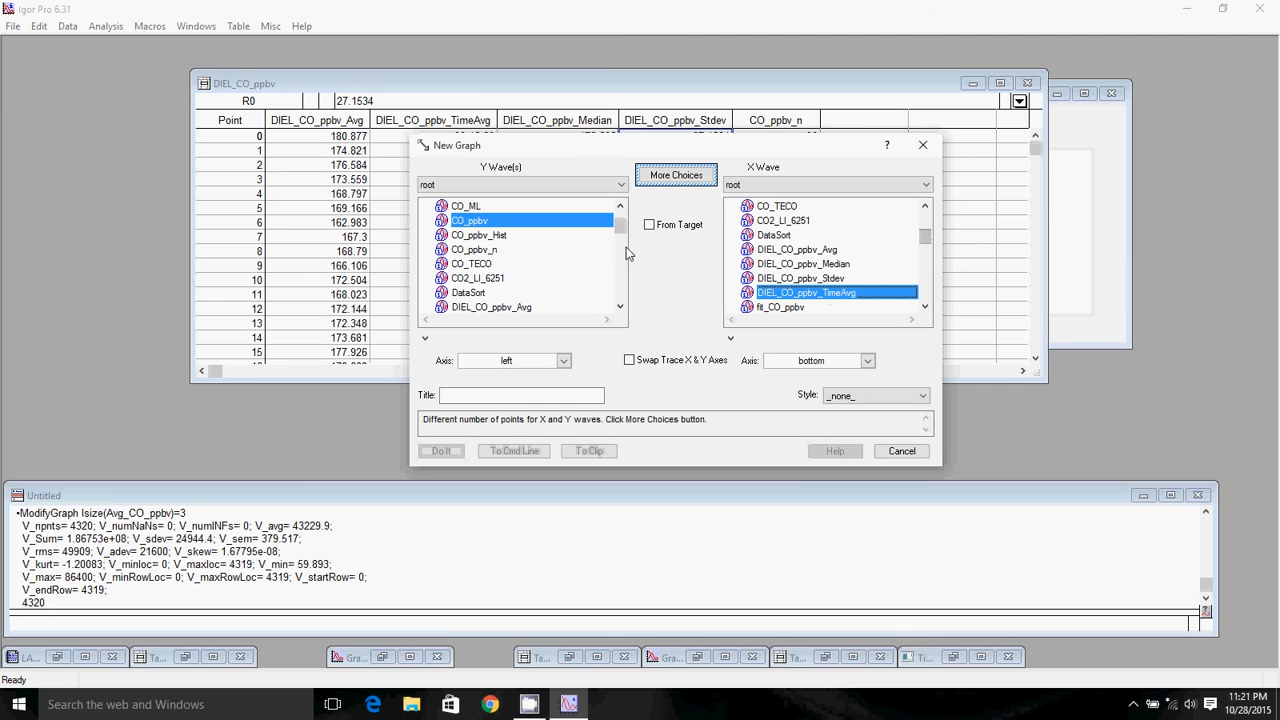 Igor Pro 6.31
File Edit Data Analysis Macros Windows Table Misc Help
DIEL_CO_ppbv
R0 27.1534
Point DIEL_CO_ppbv_Avg DIEL_CO_ppbv_TimeAvg DIEL_CO_ppbv_Median DIEL_CO_ppbv_Stdev CO_ppbv_n
0 180.877
1 174.821
2 176.584
3 173.559
4 168.797
5 169.166
6 162.983
7 167.3
8 168.79
9 166.106
10 172.504
11 168.023
12 172.144
13 172.348
14 173.681
15 177.926
New Graph ?
Y Wave(s) More Choices X Wave
root root
From Target
CO_ML
CO_ppbv
CO_ppbv_Hist
CO_ppbv_n
CO_TECO
CO2_LI_6251
DataSort
DIEL_CO_ppbv_Avg
CO_TECO
CO2_LI_6251
DataSort
DIEL_CO_ppbv_Avg
DIEL_CO_ppbv_Median
DIEL_CO_ppbv_Stdev
DIEL_CO_ppbv_TimeAvg
fit_CO_ppbv
Axis: left Swap Trace X & Y Axes Axis: bottom
Title: Style: _none_
Different number of points for X and Y waves. Click More Choices button.
Do It To Cmd Line To Clip Help Cancel
Untitled
•ModifyGraph lsize(Avg_CO_ppbv)=3
V_npnts= 4320; V_numNaNs= 0; V_numINFs= 0; V_avg= 43229.9;
V_Sum= 1.86753e+08; V_sdev= 24944.4; V_sem= 379.517;
V_rms= 49909; V_adev= 21600; V_skew= 1.67795e-08;
V_kurt= -1.20083; V_minloc= 0; V_maxloc= 4319; V_min= 59.893;
V_max= 86400; V_minRowLoc= 0; V_maxRowLoc= 4319; V_startRow= 0;
V_endRow= 4319;
4320
LA... Ta... Gra... Ta... Gra... Ta... Ti...
Ready
Search the web and Windows
11:21 PM
10/28/2015